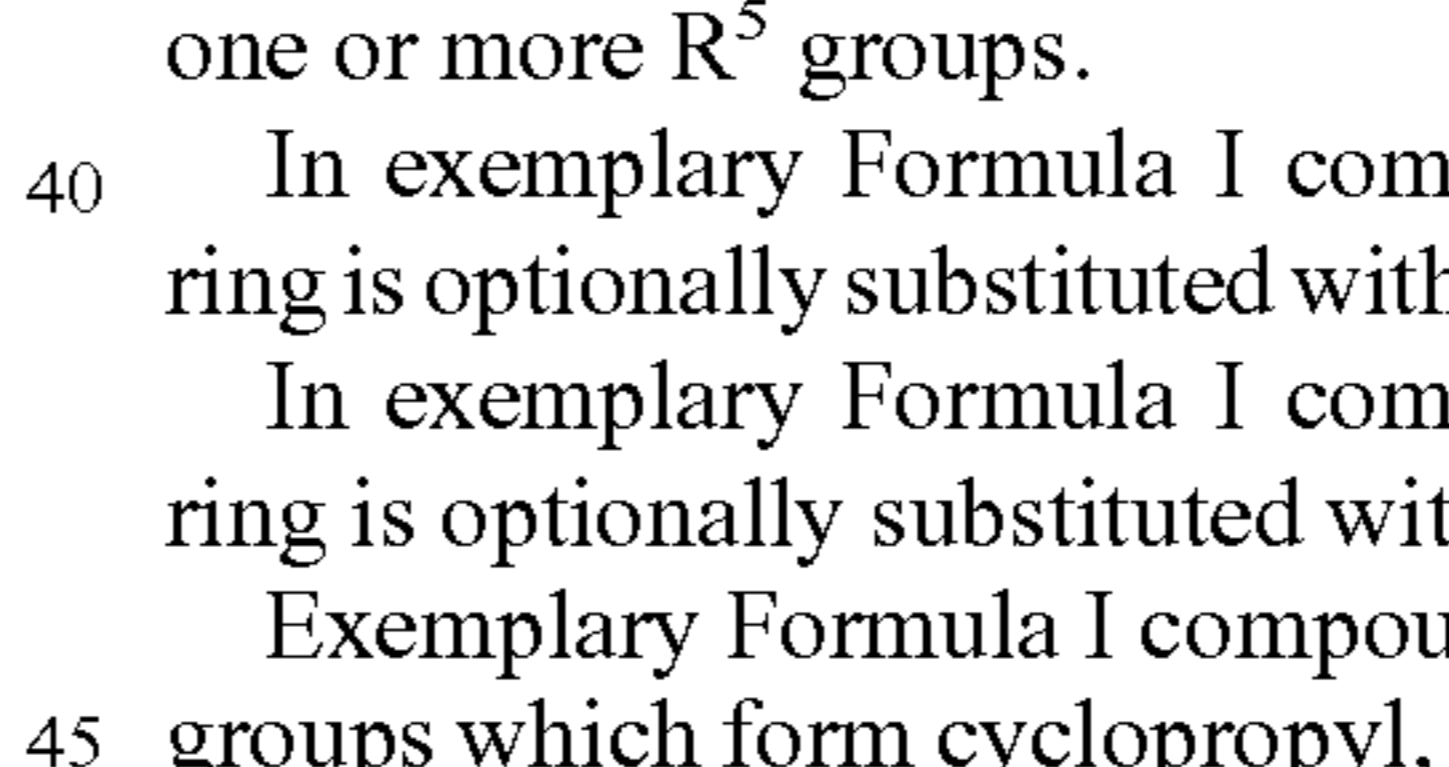 one or more R⁵ groups.
40 In exemplary Formula I com
ring is optionally substituted with
In exemplary Formula I com
ring is optionally substituted wit
Exemplary Formula I compou
45 groups which form cyclopropyl,